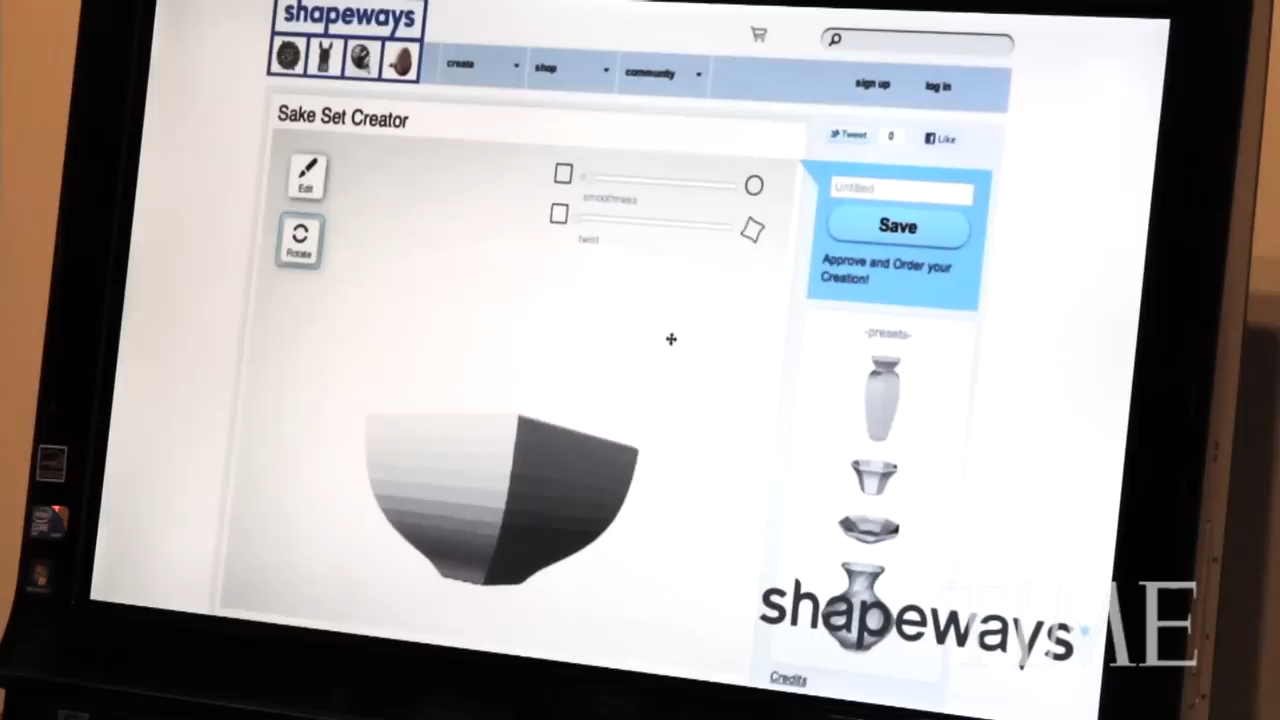 shapeways
create
shop
community
sign up
log in
Sake Set Creator
Tweet
0
Like
Edit
smoothness
Untitled
twist
Save
Rotate
Approve and Order your
Creation!
-presets-
shapeways
TIME
Credits